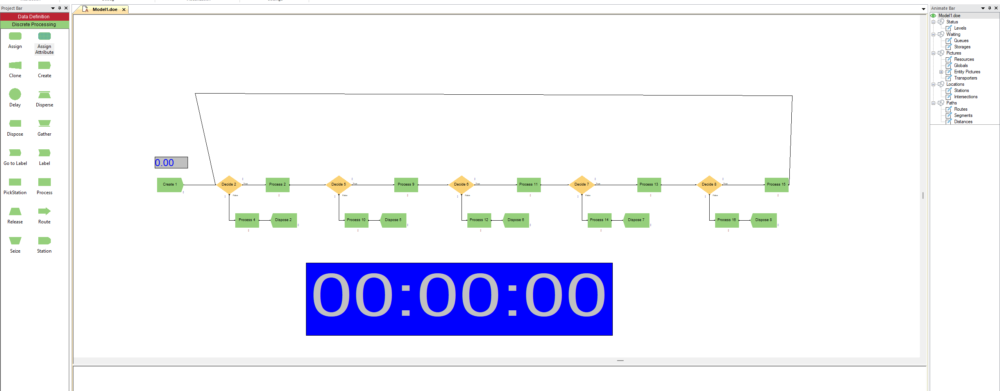 Project Bar
Data Definition
Discrete Processing
Assign
Assign
Attribute
Clone
Create
Delay
Disperse
Dispose
Gather
Go to Label
Label
PickStation
Process
Release
Route
Seize
Station
Model1.doe
0.00
Create 1
Decide 2
True
False
Process 2
Decide 5
True
False
Process 9
Decide 6
True
False
Process 11
Decide 7
True
False
Process 13
Decide 8
True
False
Process 15
Process 4
Dispose 2
Process 10
Dispose 5
Process 12
Dispose 6
Process 14
Dispose 7
Process 16
Dispose 8
00:00:00
Animate Bar
Model1.doe
Status
Levels
Waiting
Queues
Storages
Pictures
Resources
Globals
Entity Pictures
Transporters
Locations
Stations
Intersections
Paths
Routes
Segments
Distances